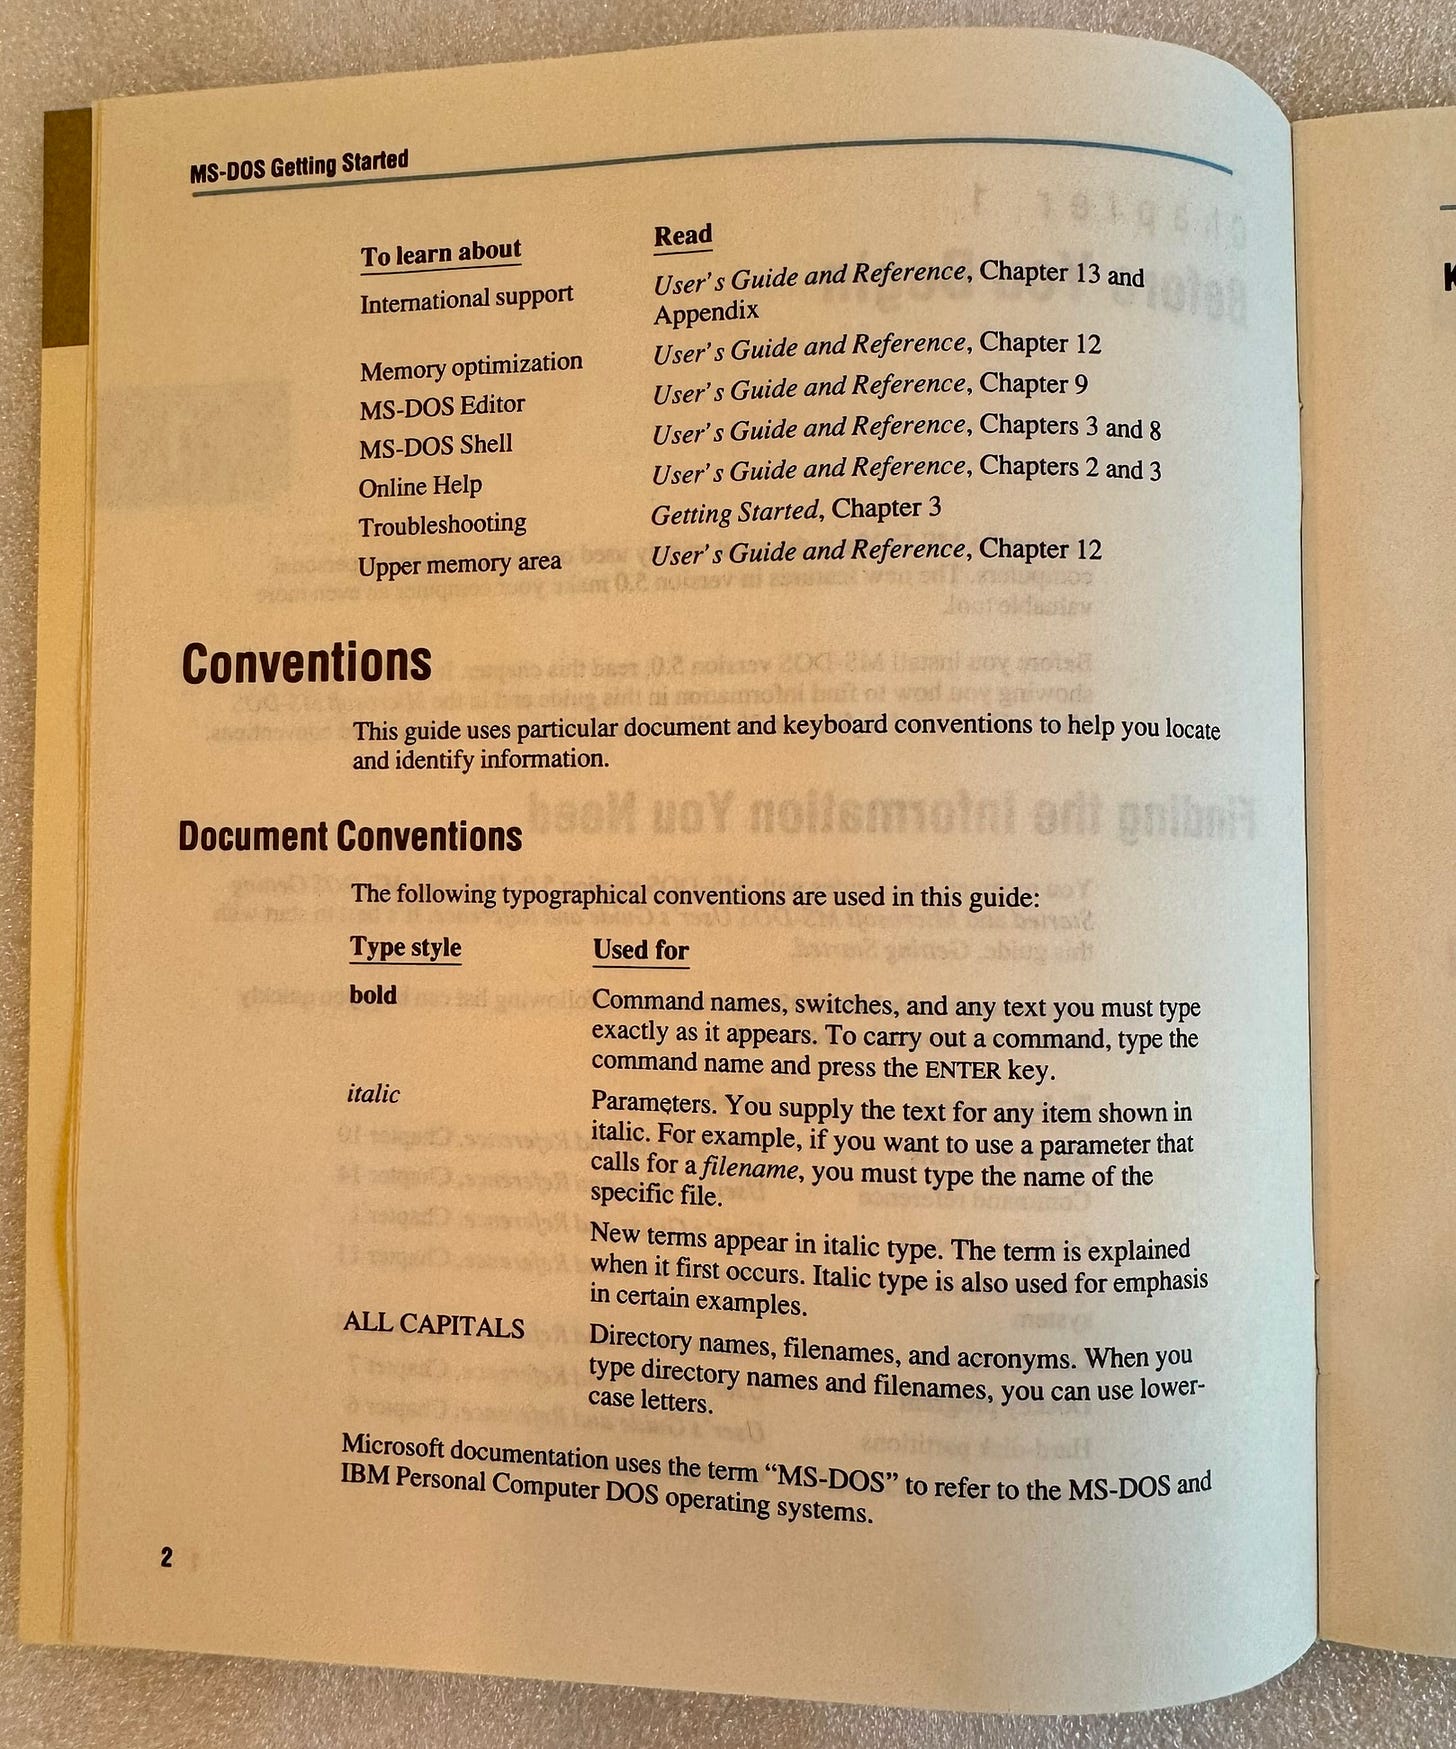 MS-DOS Getting Started
To learn about Read
International support User's Guide and Reference, Chapter 13 and
Appendix
Memory optimization User's Guide and Reference, Chapter 12
MS-DOS Editor User's Guide and Reference, Chapter 9
MS-DOS Shell User's Guide and Reference, Chapters 3 and 8
Online Help User's Guide and Reference, Chapters 2 and 3
Troubleshooting Getting Started, Chapter 3
Upper memory area User's Guide and Reference, Chapter 12
Conventions
This guide uses particular document and keyboard conventions to help you locate
and identify information.
Document Conventions
The following typographical conventions are used in this guide:
Type style Used for
bold Command names, switches, and any text you must type
exactly as it appears. To carry out a command, type the
command name and press the ENTER key.
italic Parameters. You supply the text for any item shown in
italic. For example, if you want to use a parameter that
calls for a filename, you must type the name of the
specific file.
New terms appear in italic type. The term is explained
when it first occurs. Italic type is also used for emphasis
in certain examples.
ALL CAPITALS Directory names, filenames, and acronyms. When you
type directory names and filenames, you can use lower-
case letters.
Microsoft documentation uses the term “MS-DOS” to refer to the MS-DOS and
IBM Personal Computer DOS operating systems.
2